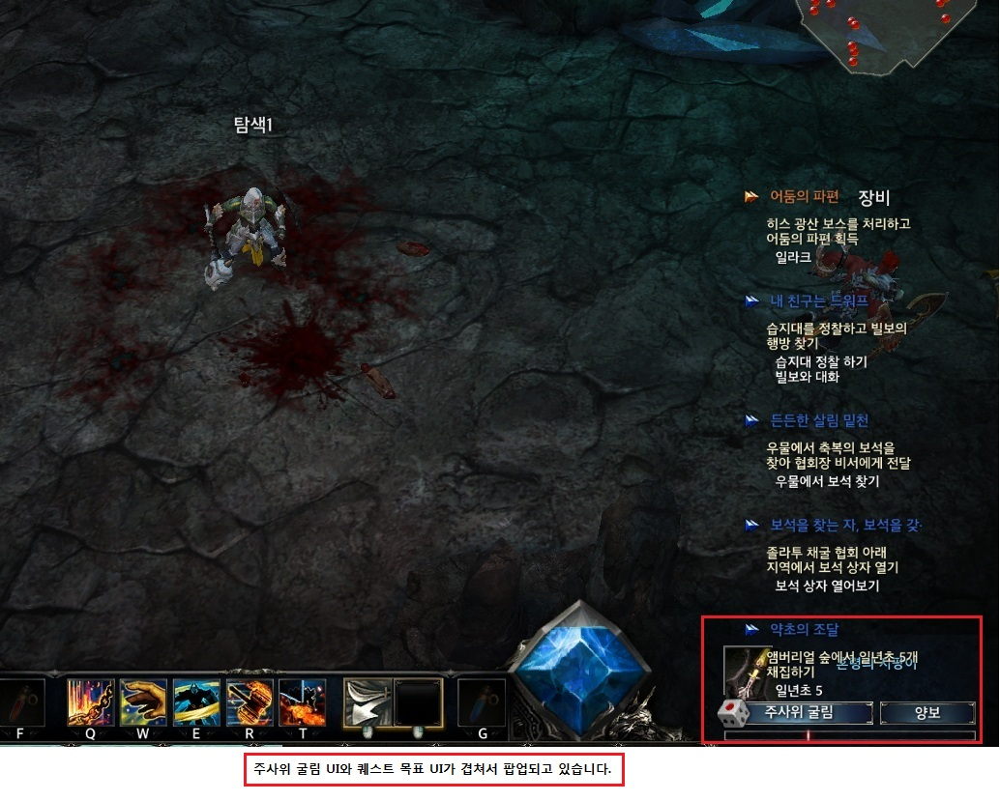 탐색1
어둠의 파편 장비
히스 광산 보스를 처리하고
어둠의 파편 획득
일라크
내 친구는 드워프
습지대를 정찰하고 빌보의
행방 찾기
습지대 정찰 하기
빌보와 대화
든든한 살림 밑천
우물에서 축복의 보석을
찾아 협회장 비서에게 전달
우물에서 보석 찾기
보석을 찾는 자, 보석을 갖
졸라투 채굴 협회 아래
지역에서 보석 상자 열기
보석 상자 열어보기
약초의 조달
앰버리얼 숲에서 일년초 5개
채집하기
일년초 5
주사위 굴림 양보
F Q W E R T G
주사위 굴림 UI와 퀘스트 목표 UI가 겹쳐서 팝업되고 있습니다.